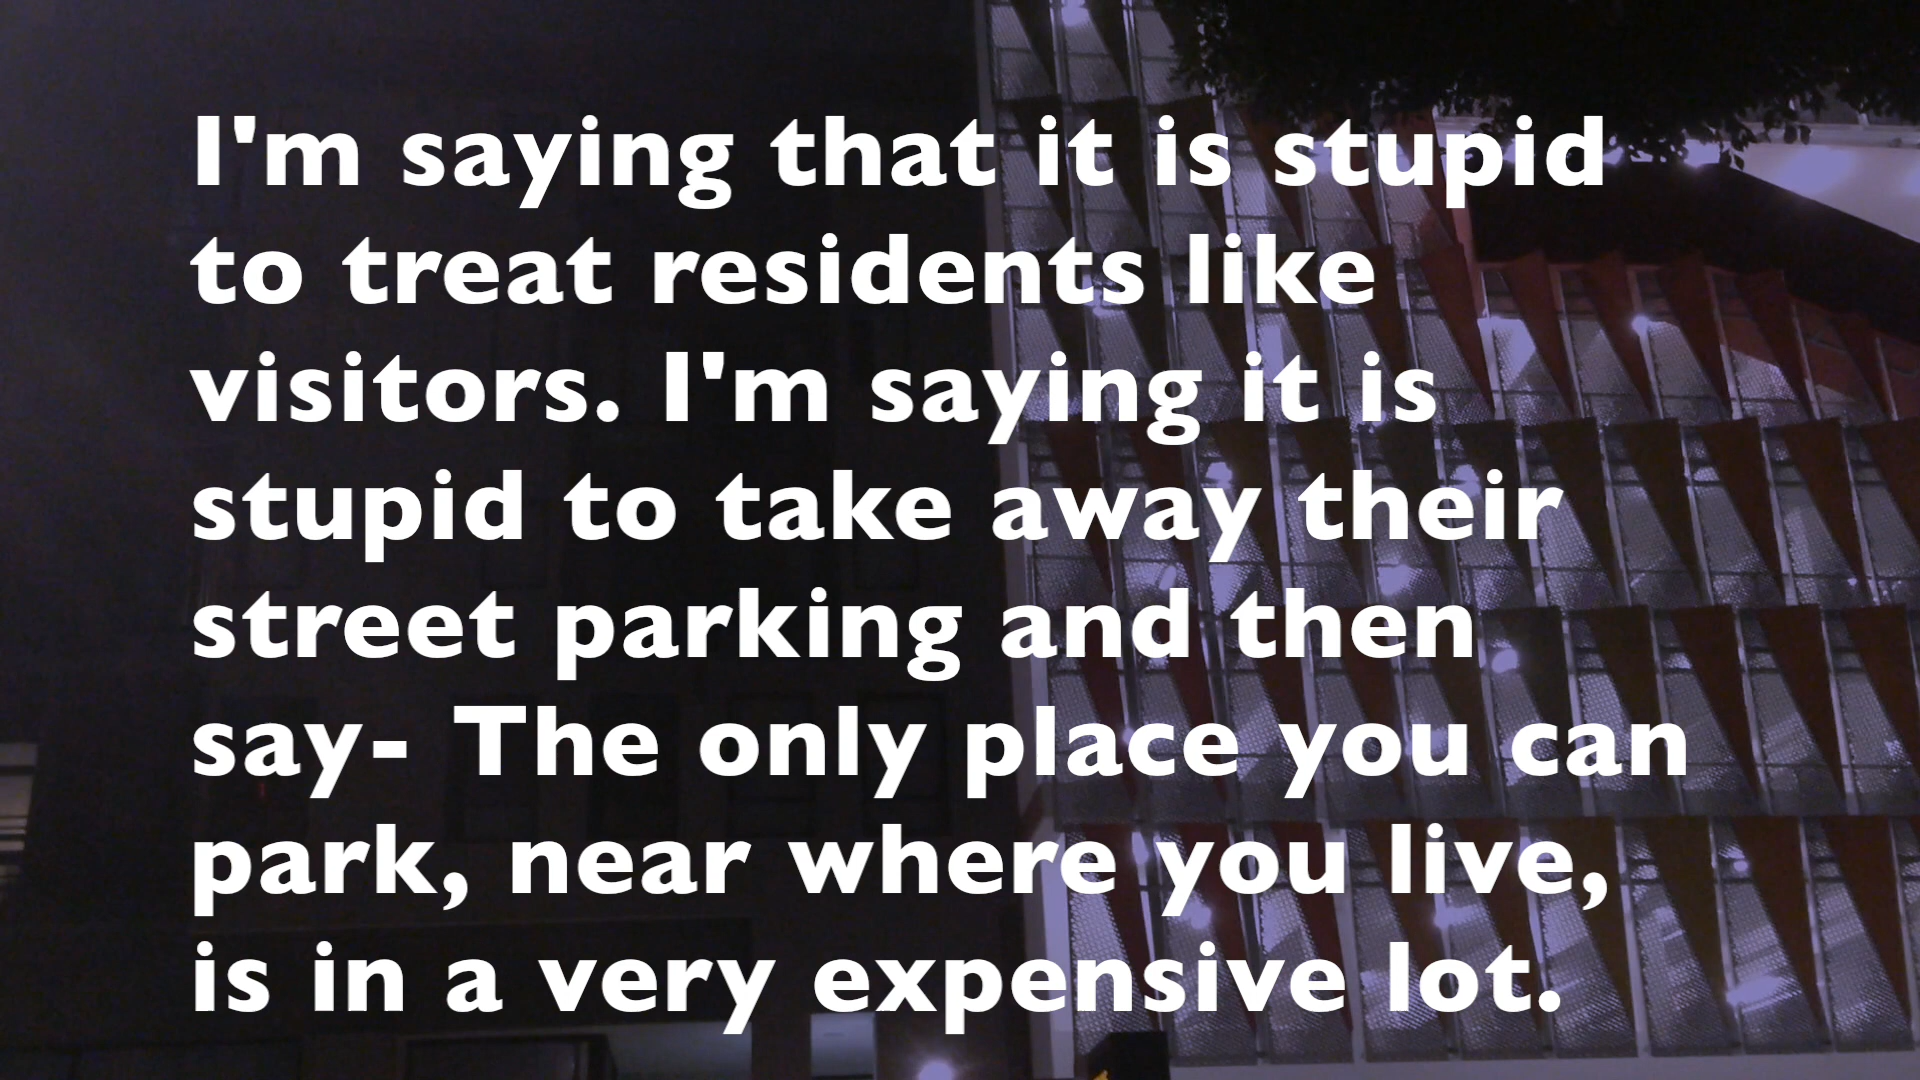 I'm saying that it is stupid
to treat residents like
visitors. I'm saying it is
stupid to take away their
street parking and then
say- The only place you can
park, near where you live,
is in a very expensive lot.